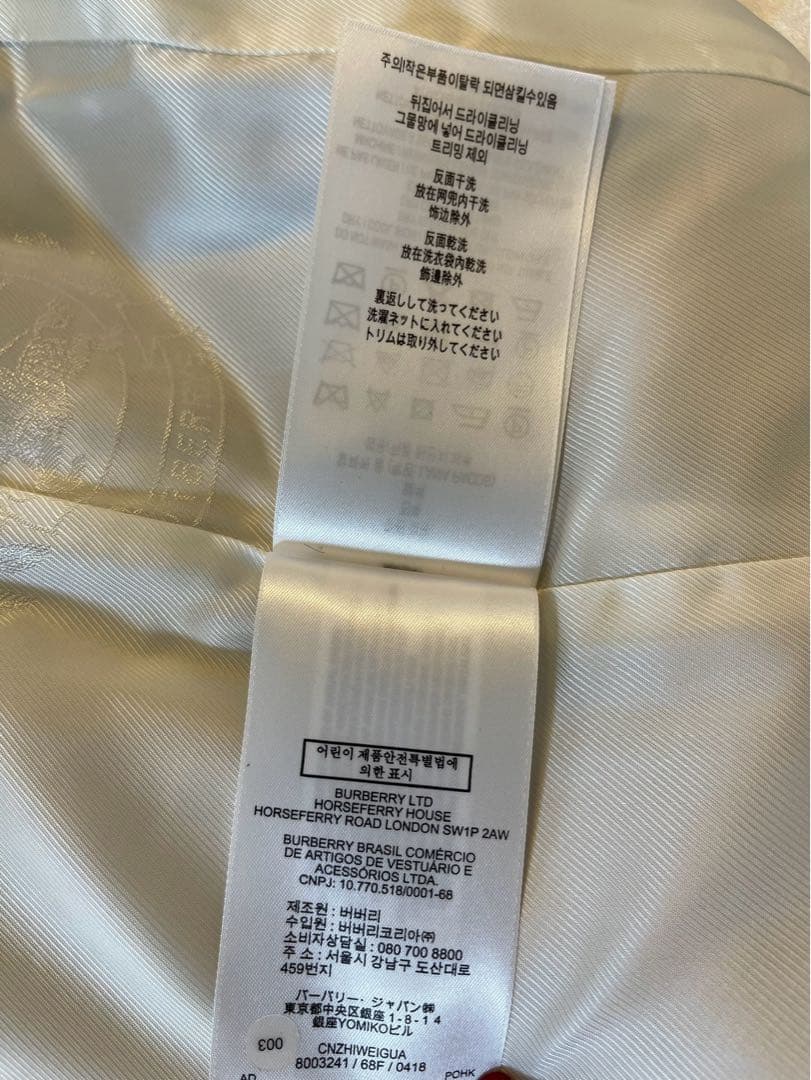 주의!작은부품이탈락 되면삼킬수있음
뒤집어서 드라이클리닝
그물망에 넣어 드라이클리닝
트리밍 제외
反面干洗
放在网兜内干洗
饰边除外
反面乾洗
放在洗衣袋內乾洗
飾邊除外
裏返しして洗ってください
洗濯ネットに入れてください
トリムは取り外してください
어린이 제품안전특별법에
의한 표시
BURBERRY LTD
HORSEFERRY HOUSE
HORSEFERRY ROAD LONDON SW1P 2AW
BURBERRY BRASIL COMÉRCIO
DE ARTIGOS DE VESTUÁRIO E
ACESSÓRIOS LTDA.
CNPJ: 10.770.518/0001-68
제조원 : 버버리
수입원 : 버버리코리아㈜
소비자상담실 : 080 700 8800
주 소 : 서울시 강남구 도산대로
459번지
バーバリー・ジャパン㈱
東京都中央区銀座 1 - 8 - 1 4
銀座YOMIKOビル
003
CNZHIWEIGUA
8003241 / 68F / 0418
AD
POHK